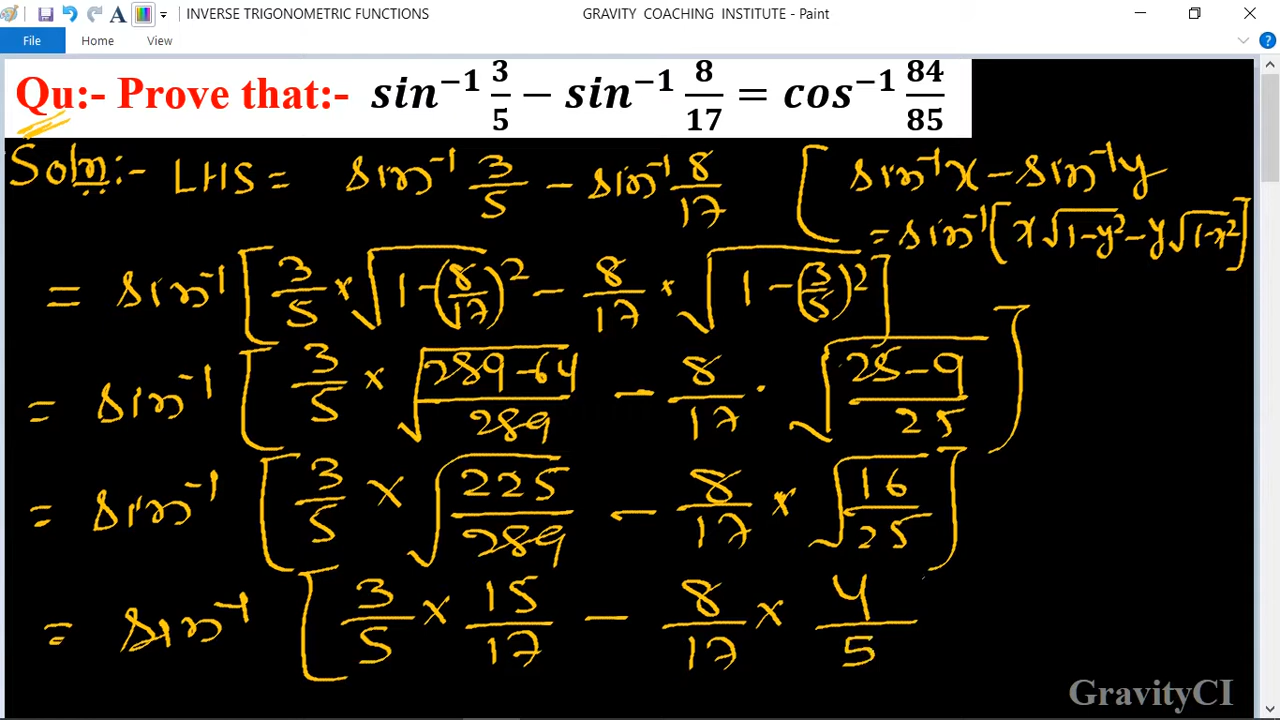 INVERSE TRIGONOMETRIC FUNCTIONS GRAVITY COACHING INSTITUTE - Paint
File Home View
Qu:- Prove that:- sin⁻¹ 3/5 − sin⁻¹ 8/17 = cos⁻¹ 84/85
Soln:- LHS = sin⁻¹ 3/5 − sin⁻¹ 8/17 [ sin⁻¹x − sin⁻¹y
= sin⁻¹[x√(1−y²) − y√(1−x²)]
= sin⁻¹ [ 3/5 × √(1−(8/17)²) − 8/17 × √(1−(3/5)²) ]
= sin⁻¹ [ 3/5 × √((289−64)/289) − 8/17 · √((25−9)/25) ]
= sin⁻¹ [ 3/5 × √(225/289) − 8/17 × √(16/25) ]
= sin⁻¹ [ 3/5 × 15/17 − 8/17 × 4/5
GravityCI